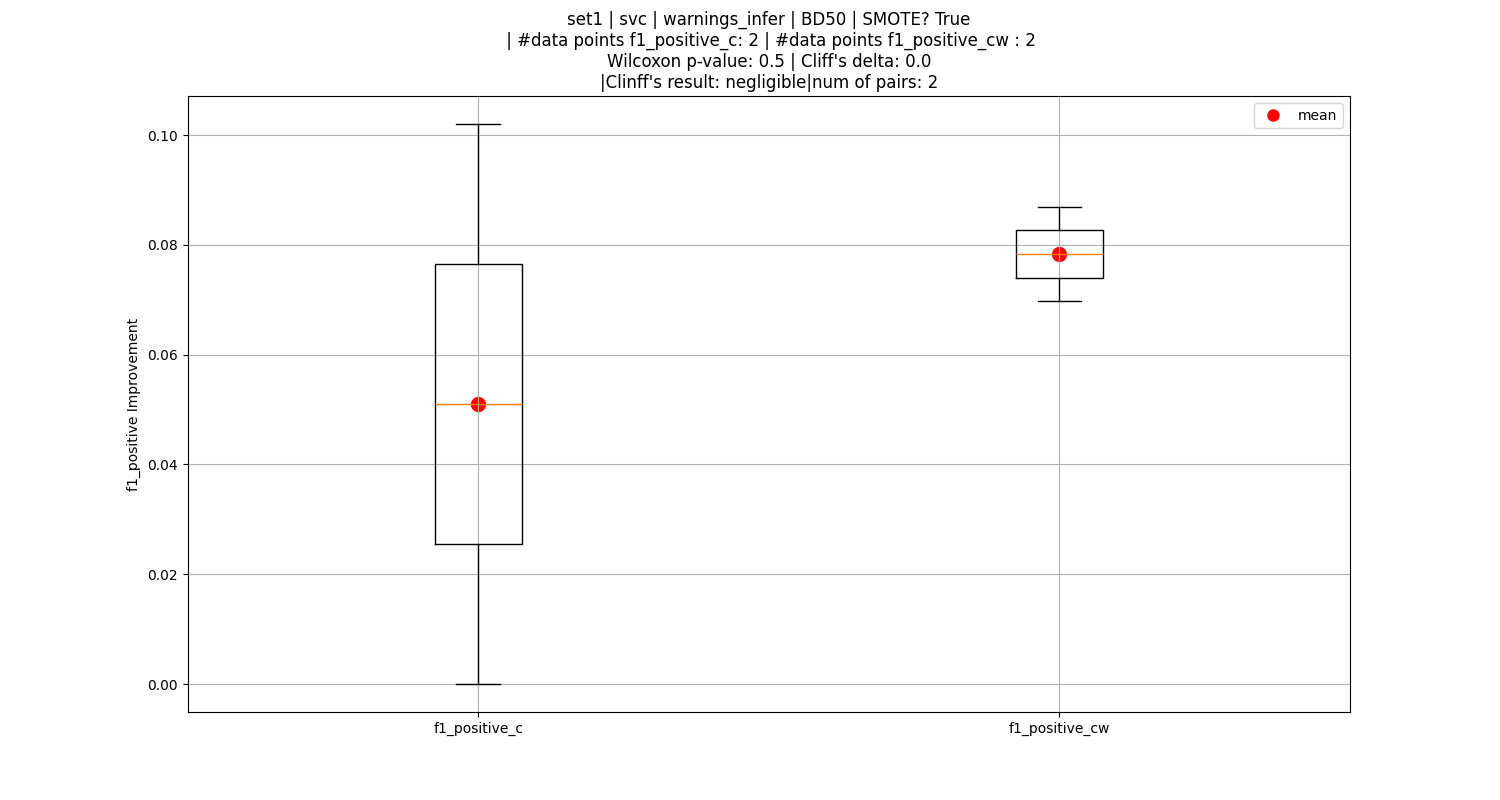 set1 | svc | warnings_infer | BD50 | SMOTE? True
| #data points f1_positive_c: 2 | #data points f1_positive_cw : 2
Wilcoxon p-value: 0.5 | Cliff's delta: 0.0
|Clinff's result: negligible|num of pairs: 2
mean
0.10
0.08
0.06
0.04
0.02
0.00
f1_positive Improvement
f1_positive_c
f1_positive_cw